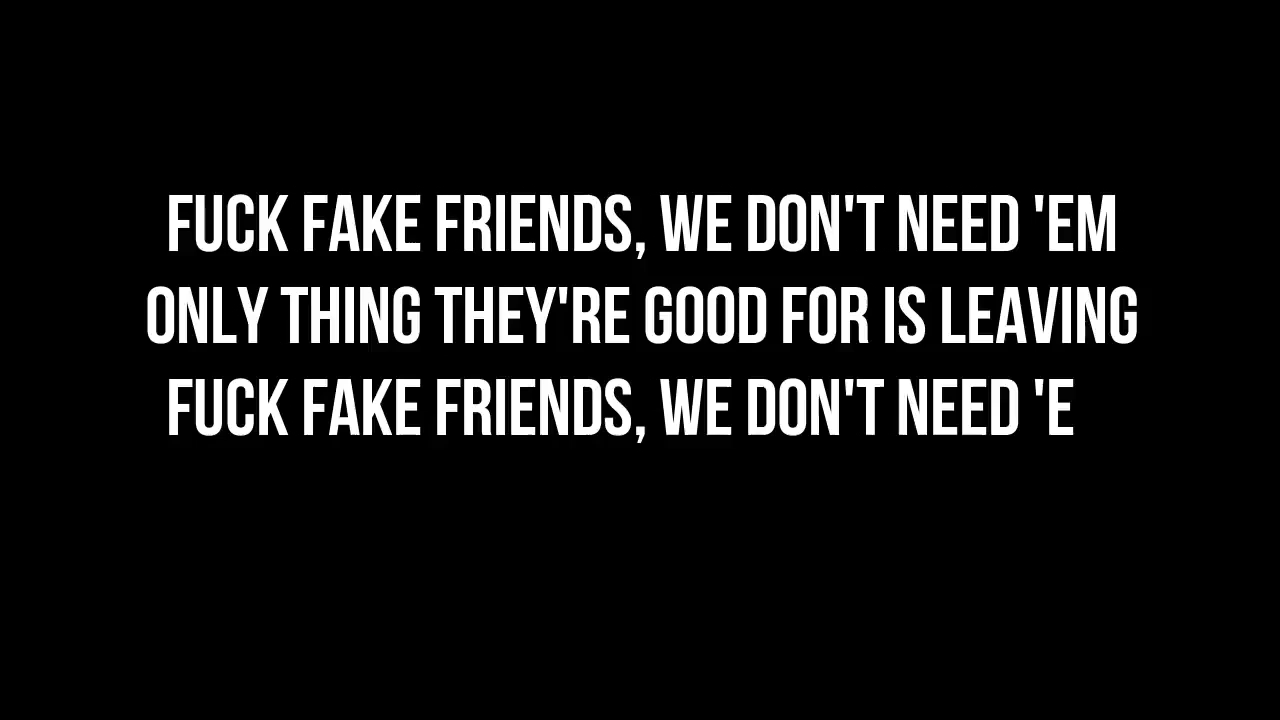 FUCK FAKE FRIENDS, WE DON'T NEED 'EM
ONLY THING THEY'RE GOOD FOR IS LEAVING
FUCK FAKE FRIENDS, WE DON'T NEED 'E